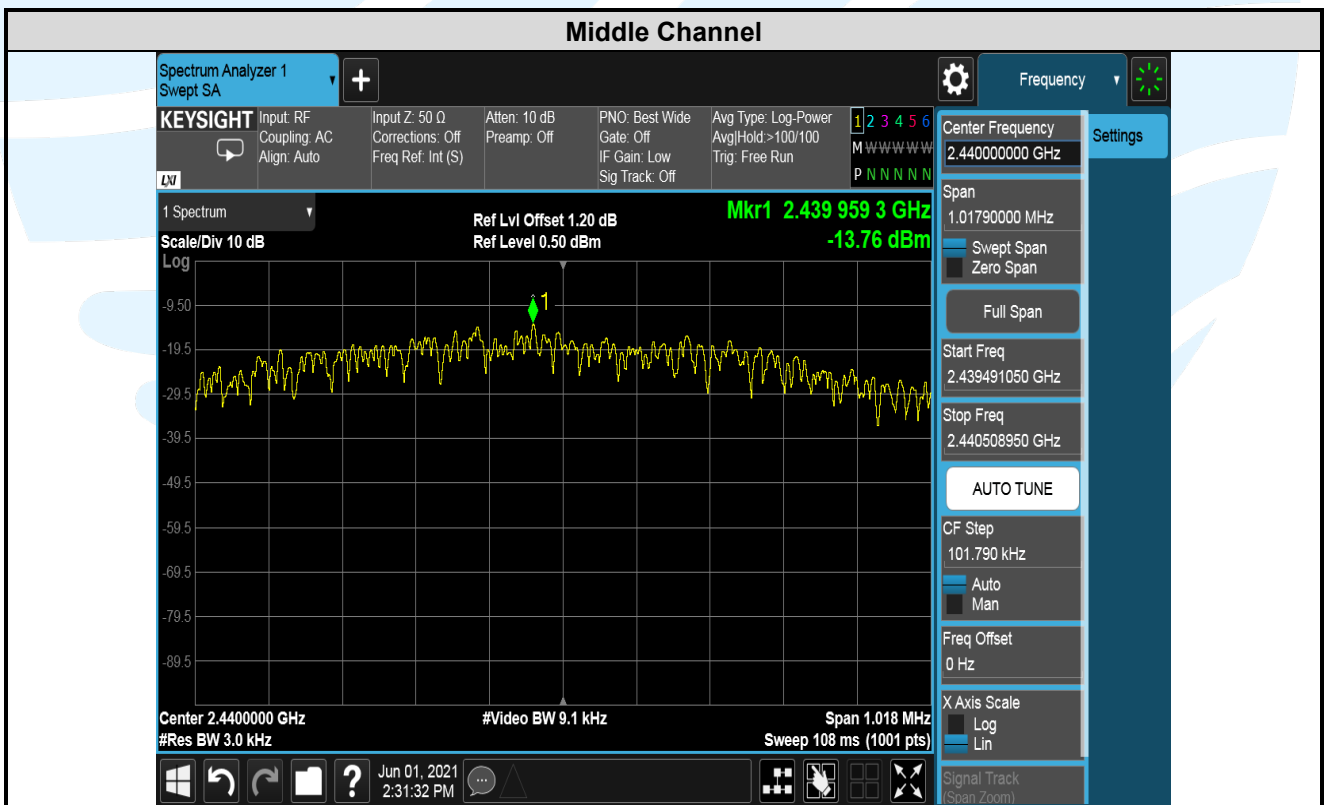 Middle Channel
Spectrum Analyzer 1
Swept SA
+
Frequency
KEYSIGHT
LXI
Input: RF
Coupling: AC
Align: Auto
Input Z: 50 Ω
Corrections: Off
Freq Ref: Int (S)
Atten: 10 dB
Preamp: Off
PNO: Best Wide
Gate: Off
IF Gain: Low
Sig Track: Off
Avg Type: Log-Power
Avg|Hold:>100/100
Trig: Free Run
1 2 3 4 5 6
M W W W W W
P N N N N N
1 Spectrum
Scale/Div 10 dB
Ref Lvl Offset 1.20 dB
Ref Level 0.50 dBm
Mkr1 2.439 959 3 GHz
-13.76 dBm
Log
1
-9.50
-19.5
-29.5
-39.5
-49.5
-59.5
-69.5
-79.5
-89.5
Center 2.4400000 GHz
#Video BW 9.1 kHz
Span 1.018 MHz
#Res BW 3.0 kHz
Sweep 108 ms (1001 pts)
Center Frequency
2.440000000 GHz
Settings
Span
1.01790000 MHz
Swept Span
Zero Span
Full Span
Start Freq
2.439491050 GHz
Stop Freq
2.440508950 GHz
AUTO TUNE
CF Step
101.790 kHz
Auto
Man
Freq Offset
0 Hz
X Axis Scale
Log
Lin
Signal Track
(Span Zoom)
?
Jun 01, 2021
2:31:32 PM